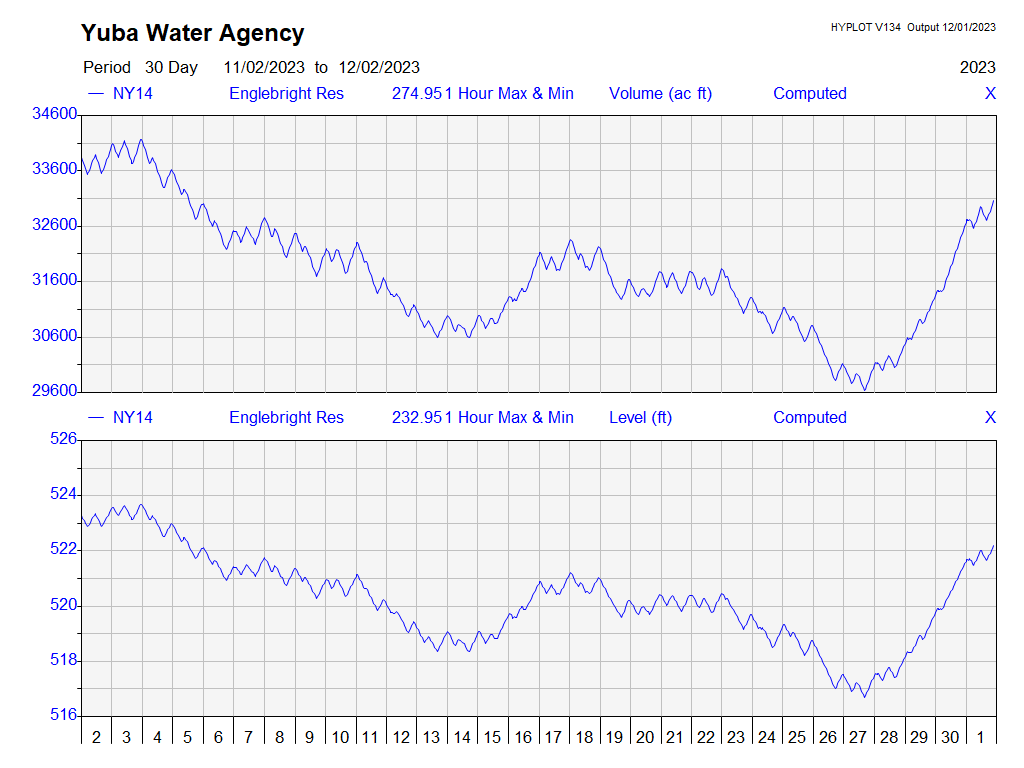 Yuba Water Agency
HYPLOT V134 Output 12/01/2023
Period 30 Day 11/02/2023 to 12/02/2023 2023
— NY14 Englebright Res 274.951 Hour Max & Min Volume (ac ft) Computed X
34600
33600
32600
31600
30600
29600
— NY14 Englebright Res 232.951 Hour Max & Min Level (ft) Computed X
526
524
522
520
518
516
2 3 4 5 6 7 8 9 10 11 12 13 14 15 16 17 18 19 20 21 22 23 24 25 26 27 28 29 30 1